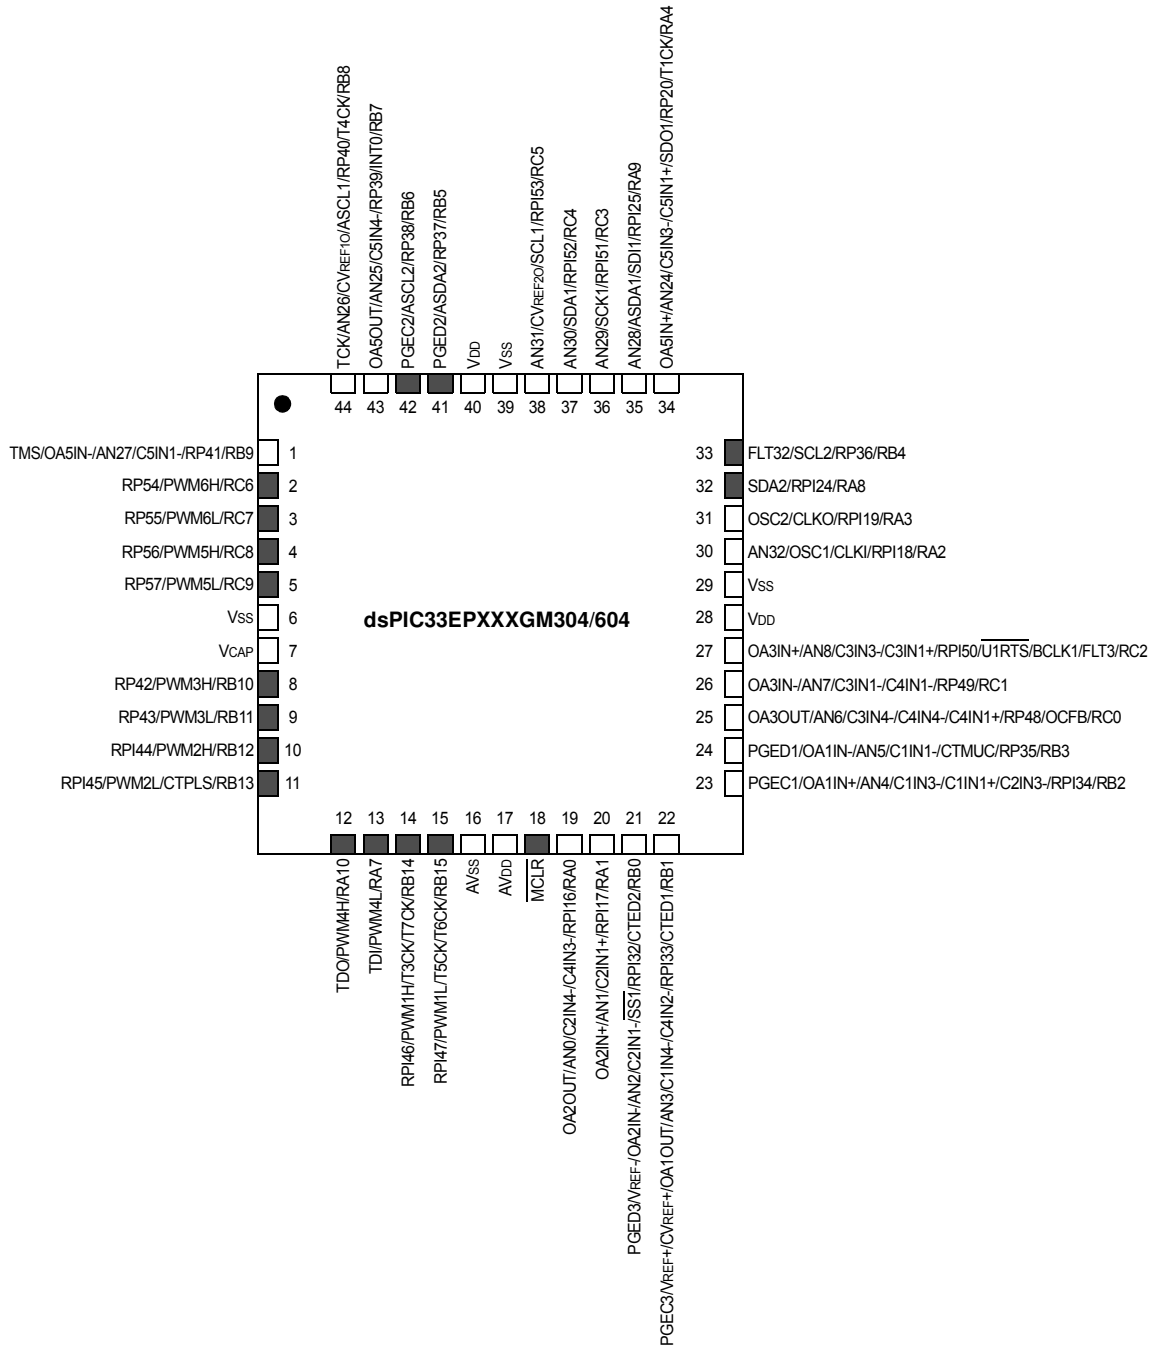 TCK/AN26/CVREF1O/ASCL1/RP40/T4CK/RB8
OA5OUT/AN25/C5IN4-/RP39/INT0/RB7
PGEC2/ASCL2/RP38/RB6
PGED2/ASDA2/RP37/RB5
VDD
VSS
AN31/CVREF2O/SCL1/RPI53/RC5
AN30/SDA1/RPI52/RC4
AN29/SCK1/RPI51/RC3
AN28/ASDA1/SDI1/RPI25/RA9
OA5IN+/AN24/C5IN3-/C5IN1+/SDO1/RP20/T1CK/RA4
44 43 42 41 40 39 38 37 36 35 34
TMS/OA5IN-/AN27/C5IN1-/RP41/RB9 1
RP54/PWM6H/RC6 2
RP55/PWM6L/RC7 3
RP56/PWM5H/RC8 4
RP57/PWM5L/RC9 5
VSS 6
VCAP 7
RP42/PWM3H/RB10 8
RP43/PWM3L/RB11 9
RPI44/PWM2H/RB12 10
RPI45/PWM2L/CTPLS/RB13 11
dsPIC33EPXXXGM304/604
33 FLT32/SCL2/RP36/RB4
32 SDA2/RPI24/RA8
31 OSC2/CLKO/RPI19/RA3
30 AN32/OSC1/CLKI/RPI18/RA2
29 VSS
28 VDD
27 OA3IN+/AN8/C3IN3-/C3IN1+/RPI50/U1RTS/BCLK1/FLT3/RC2
26 OA3IN-/AN7/C3IN1-/C4IN1-/RP49/RC1
25 OA3OUT/AN6/C3IN4-/C4IN4-/C4IN1+/RP48/OCFB/RC0
24 PGED1/OA1IN-/AN5/C1IN1-/CTMUC/RP35/RB3
23 PGEC1/OA1IN+/AN4/C1IN3-/C1IN1+/C2IN3-/RPI34/RB2
12 13 14 15 16 17 18 19 20 21 22
TDO/PWM4H/RA10
TDI/PWM4L/RA7
RPI46/PWM1H/T3CK/T7CK/RB14
RPI47/PWM1L/T5CK/T6CK/RB15
AVSS
AVDD
MCLR
OA2OUT/AN0/C2IN4-/C4IN3-/RPI16/RA0
OA2IN+/AN1/C2IN1+/RPI17/RA1
PGED3/VREF-/OA2IN-/AN2/C2IN1-/SS1/RPI32/CTED2/RB0
PGEC3/VREF+/CVREF+/OA1OUT/AN3/C1IN4-/C4IN2-/RPI33/CTED1/RB1